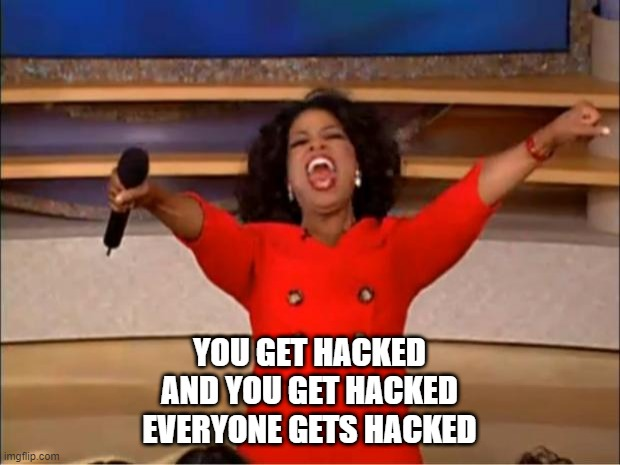 YOU GET HACKED
AND YOU GET HACKED
EVERYONE GETS HACKED
imgflip.com